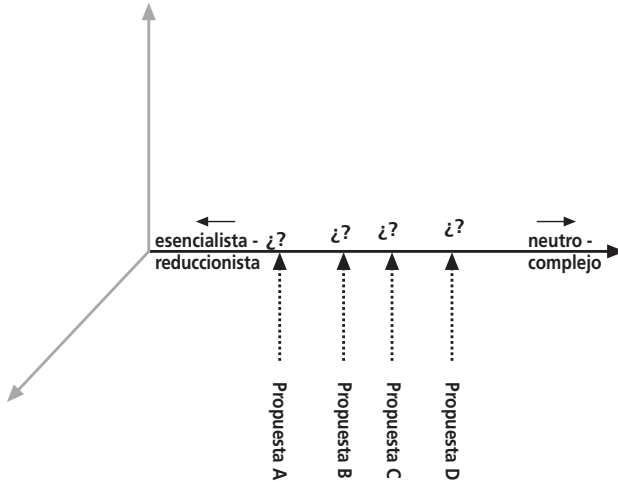 ¿? ¿? ¿? ¿?
esencialista -
reduccionista
neutro -
complejo
Propuesta A
Propuesta B
Propuesta C
Propuesta D